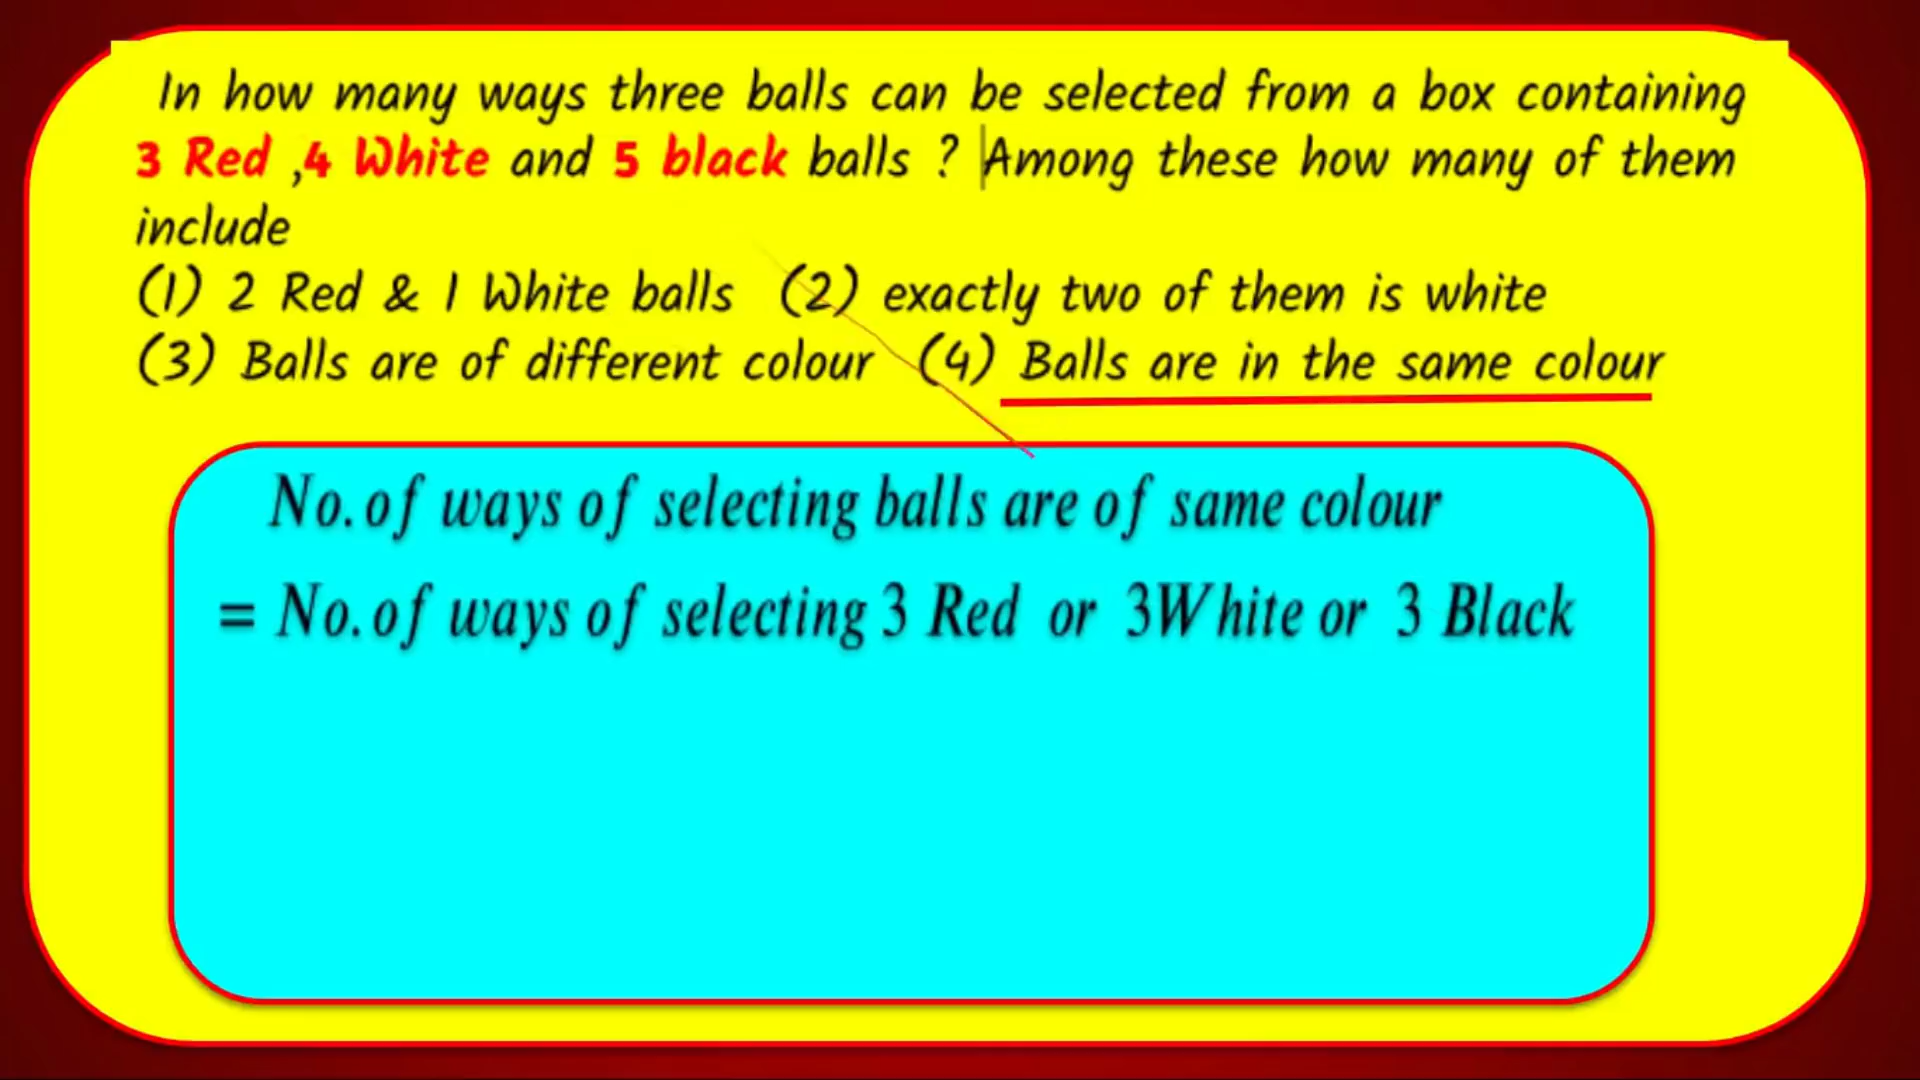 In how many ways three balls can be selected from a box containing
3 Red ,4 White and 5 black balls ? Among these how many of them
include
(1) 2 Red & 1 White balls (2) exactly two of them is white
(3) Balls are of different colour (4) Balls are in the same colour
No. of ways of selecting balls are of same colour
= No. of ways of selecting 3 Red or 3White or 3 Black